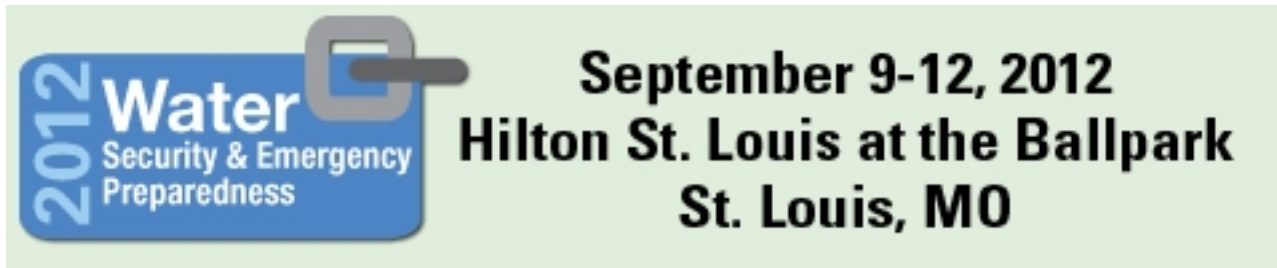 2012
Water
Security & Emergency
Preparedness
September 9-12, 2012
Hilton St. Louis at the Ballpark
St. Louis, MO